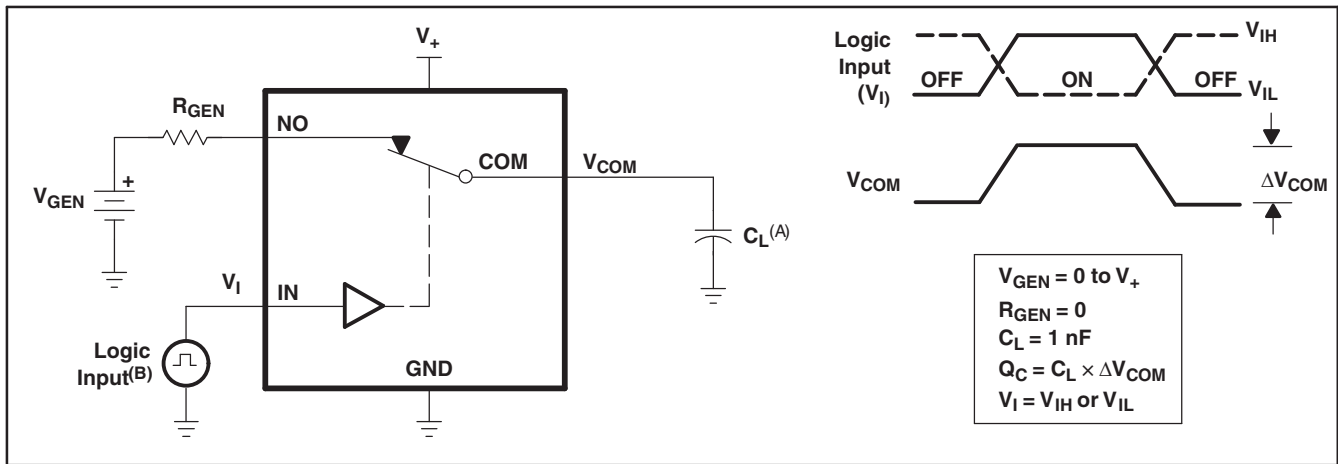 V+
RGEN
NO
COM
VCOM
VGEN
+
CL(A)
VI
IN
Logic
Input(B)
GND
Logic
Input
(VI)
OFF
ON
OFF
VIH
VIL
VCOM
ΔVCOM
VGEN = 0 to V+
RGEN = 0
CL = 1 nF
QC = CL × ΔVCOM
VI = VIH or VIL